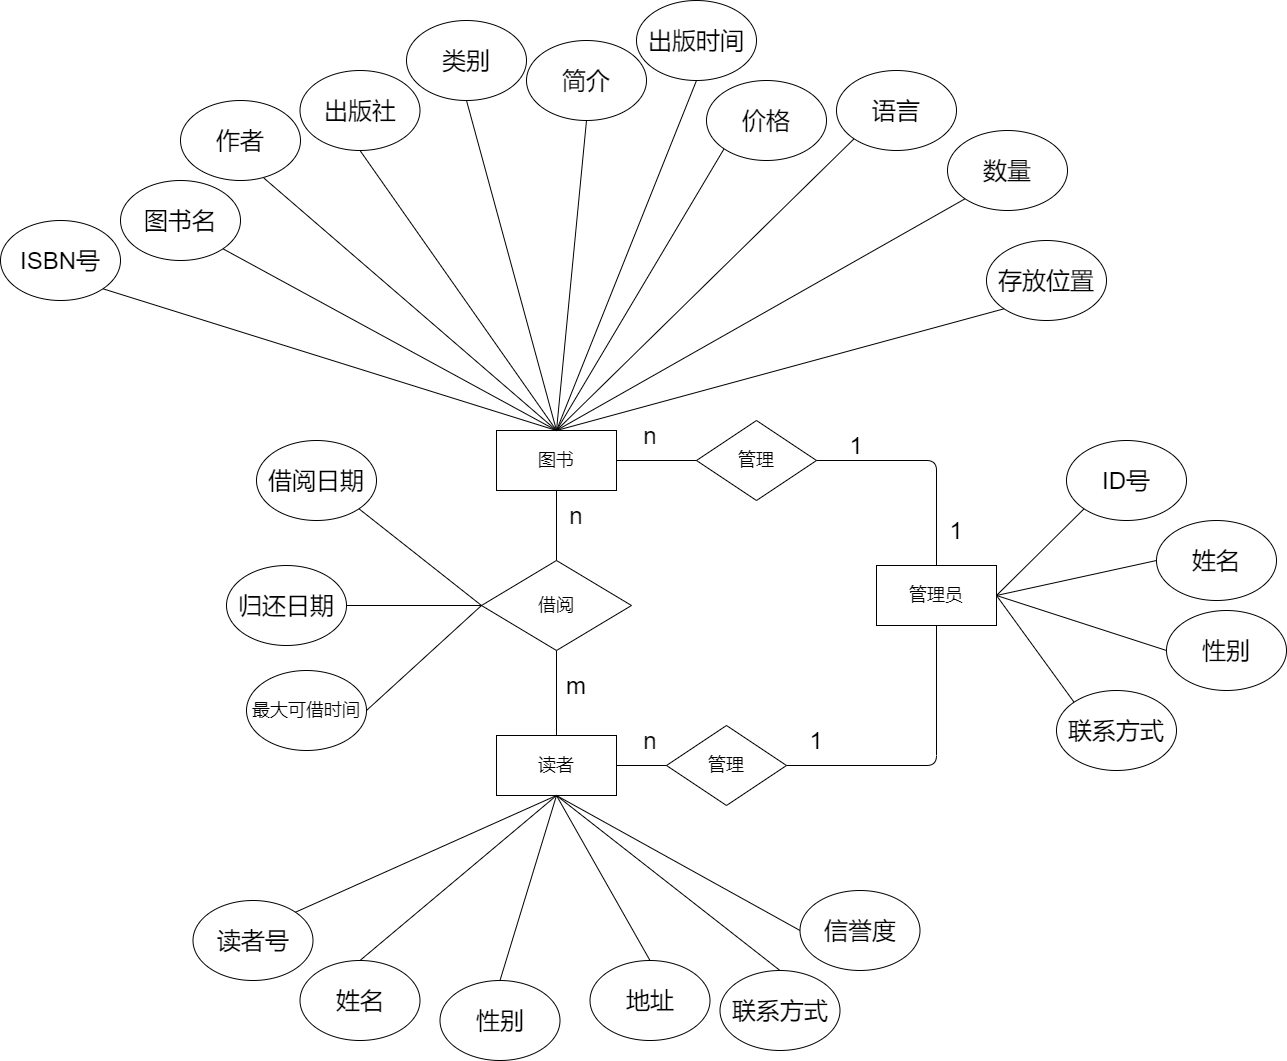 出版时间
类别
简介
出版社
价格
语言
作者
数量
图书名
ISBN号
存放位置
图书
n
管理
1
借阅日期
ID号
n
1
姓名
归还日期
借阅
管理员
性别
m
最大可借时间
联系方式
读者
n
管理
1
读者号
信誉度
姓名
性别
地址
联系方式